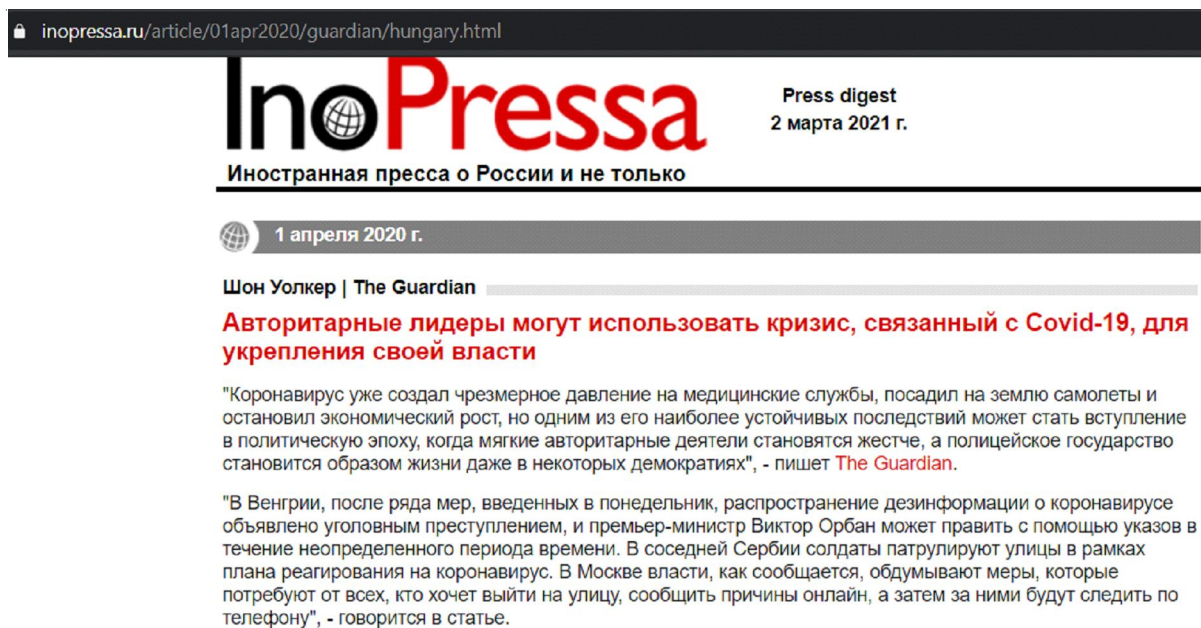 inopressa.ru/article/01apr2020/guardian/hungary.html
InoPressa
Press digest
2 марта 2021 г.
Иностранная пресса о России и не только
1 апреля 2020 г.
Шон Уолкер | The Guardian
Авторитарные лидеры могут использовать кризис, связанный с Covid-19, для
укрепления своей власти
"Коронавирус уже создал чрезмерное давление на медицинские службы, посадил на землю самолеты и
остановил экономический рост, но одним из его наиболее устойчивых последствий может стать вступление
в политическую эпоху, когда мягкие авторитарные деятели становятся жестче, а полицейское государство
становится образом жизни даже в некоторых демократиях", - пишет The Guardian.
"В Венгрии, после ряда мер, введенных в понедельник, распространение дезинформации о коронавирусе
объявлено уголовным преступлением, и премьер-министр Виктор Орбан может править с помощью указов в
течение неопределенного периода времени. В соседней Сербии солдаты патрулируют улицы в рамках
плана реагирования на коронавирус. В Москве власти, как сообщается, обдумывают меры, которые
потребуют от всех, кто хочет выйти на улицу, сообщить причины онлайн, а затем за ними будут следить по
телефону", - говорится в статье.